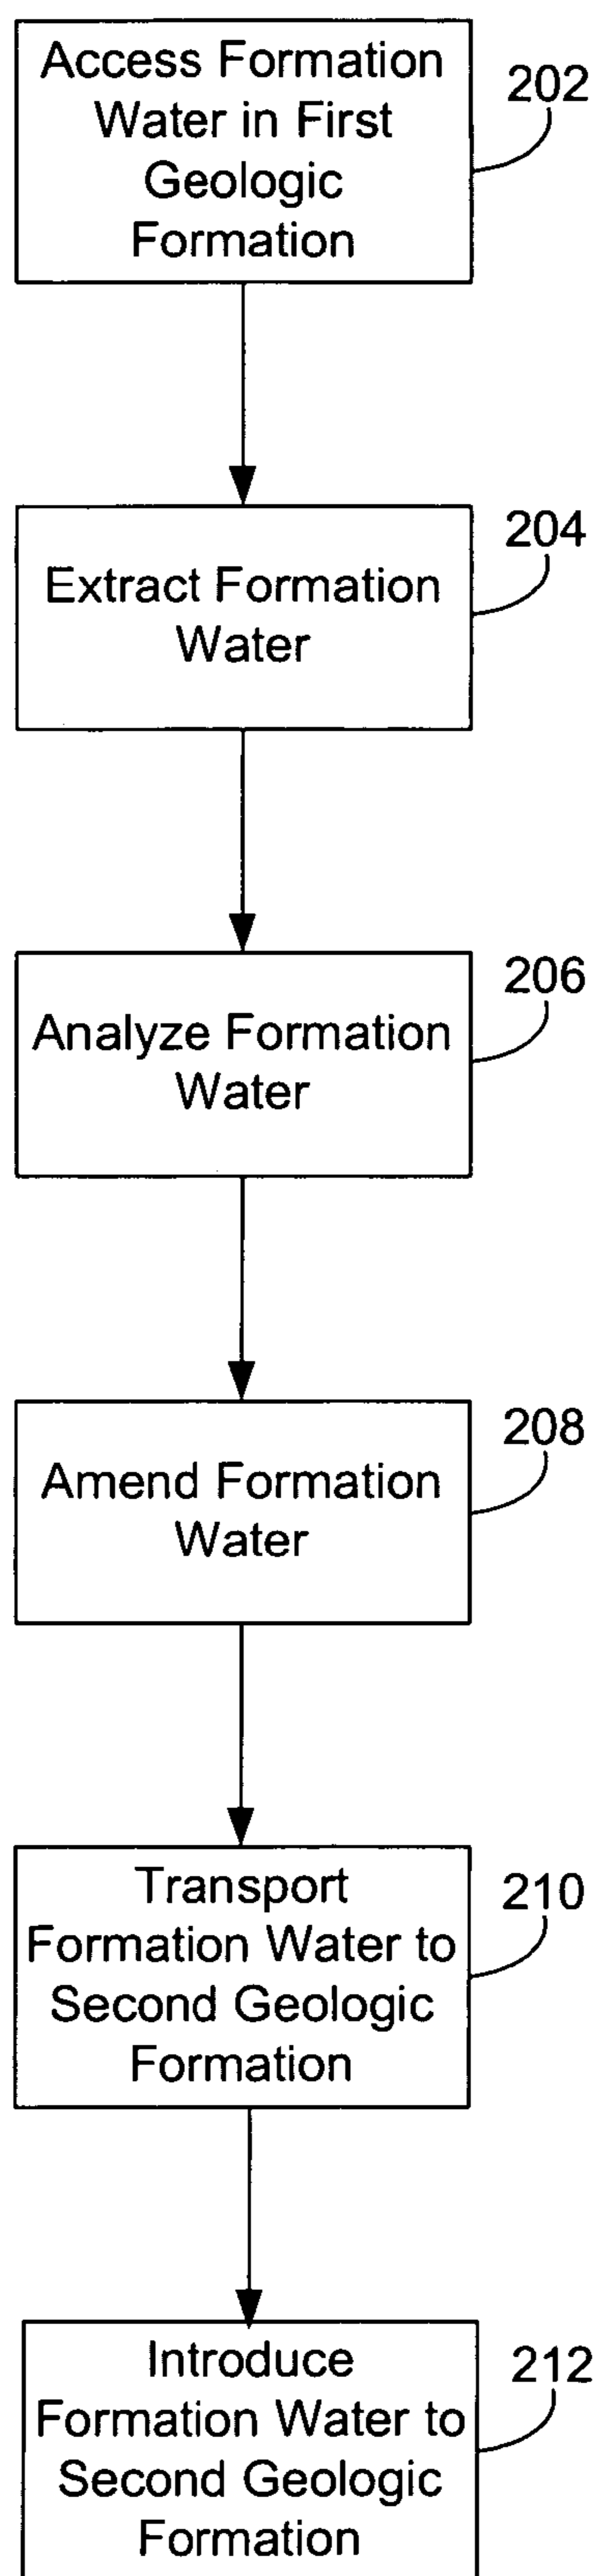 Access Formation
Water in First
Geologic
Formation
202
Extract Formation
Water
204
Analyze Formation
Water
206
Amend Formation
Water
208
Transport
Formation Water to
Second Geologic
Formation
210
Introduce
Formation Water to
Second Geologic
Formation
212